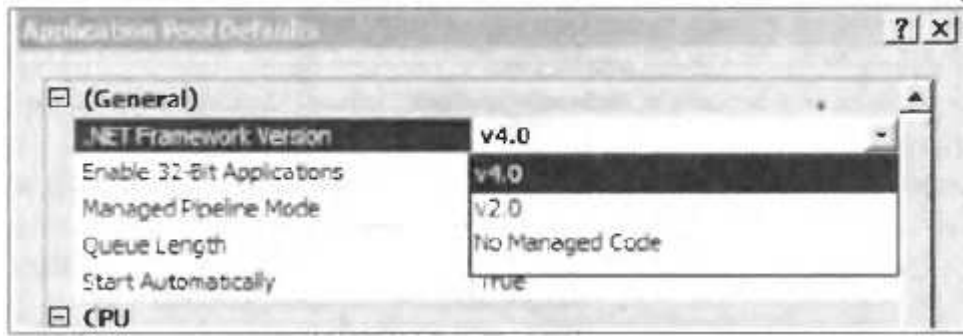 Application Pool Defaults ? X
(General)
.NET Framework Version v4.0
Enable 32-Bit Applications v4.0
Managed Pipeline Mode v2.0
Queue Length No Managed Code
Start Automatically True
CPU